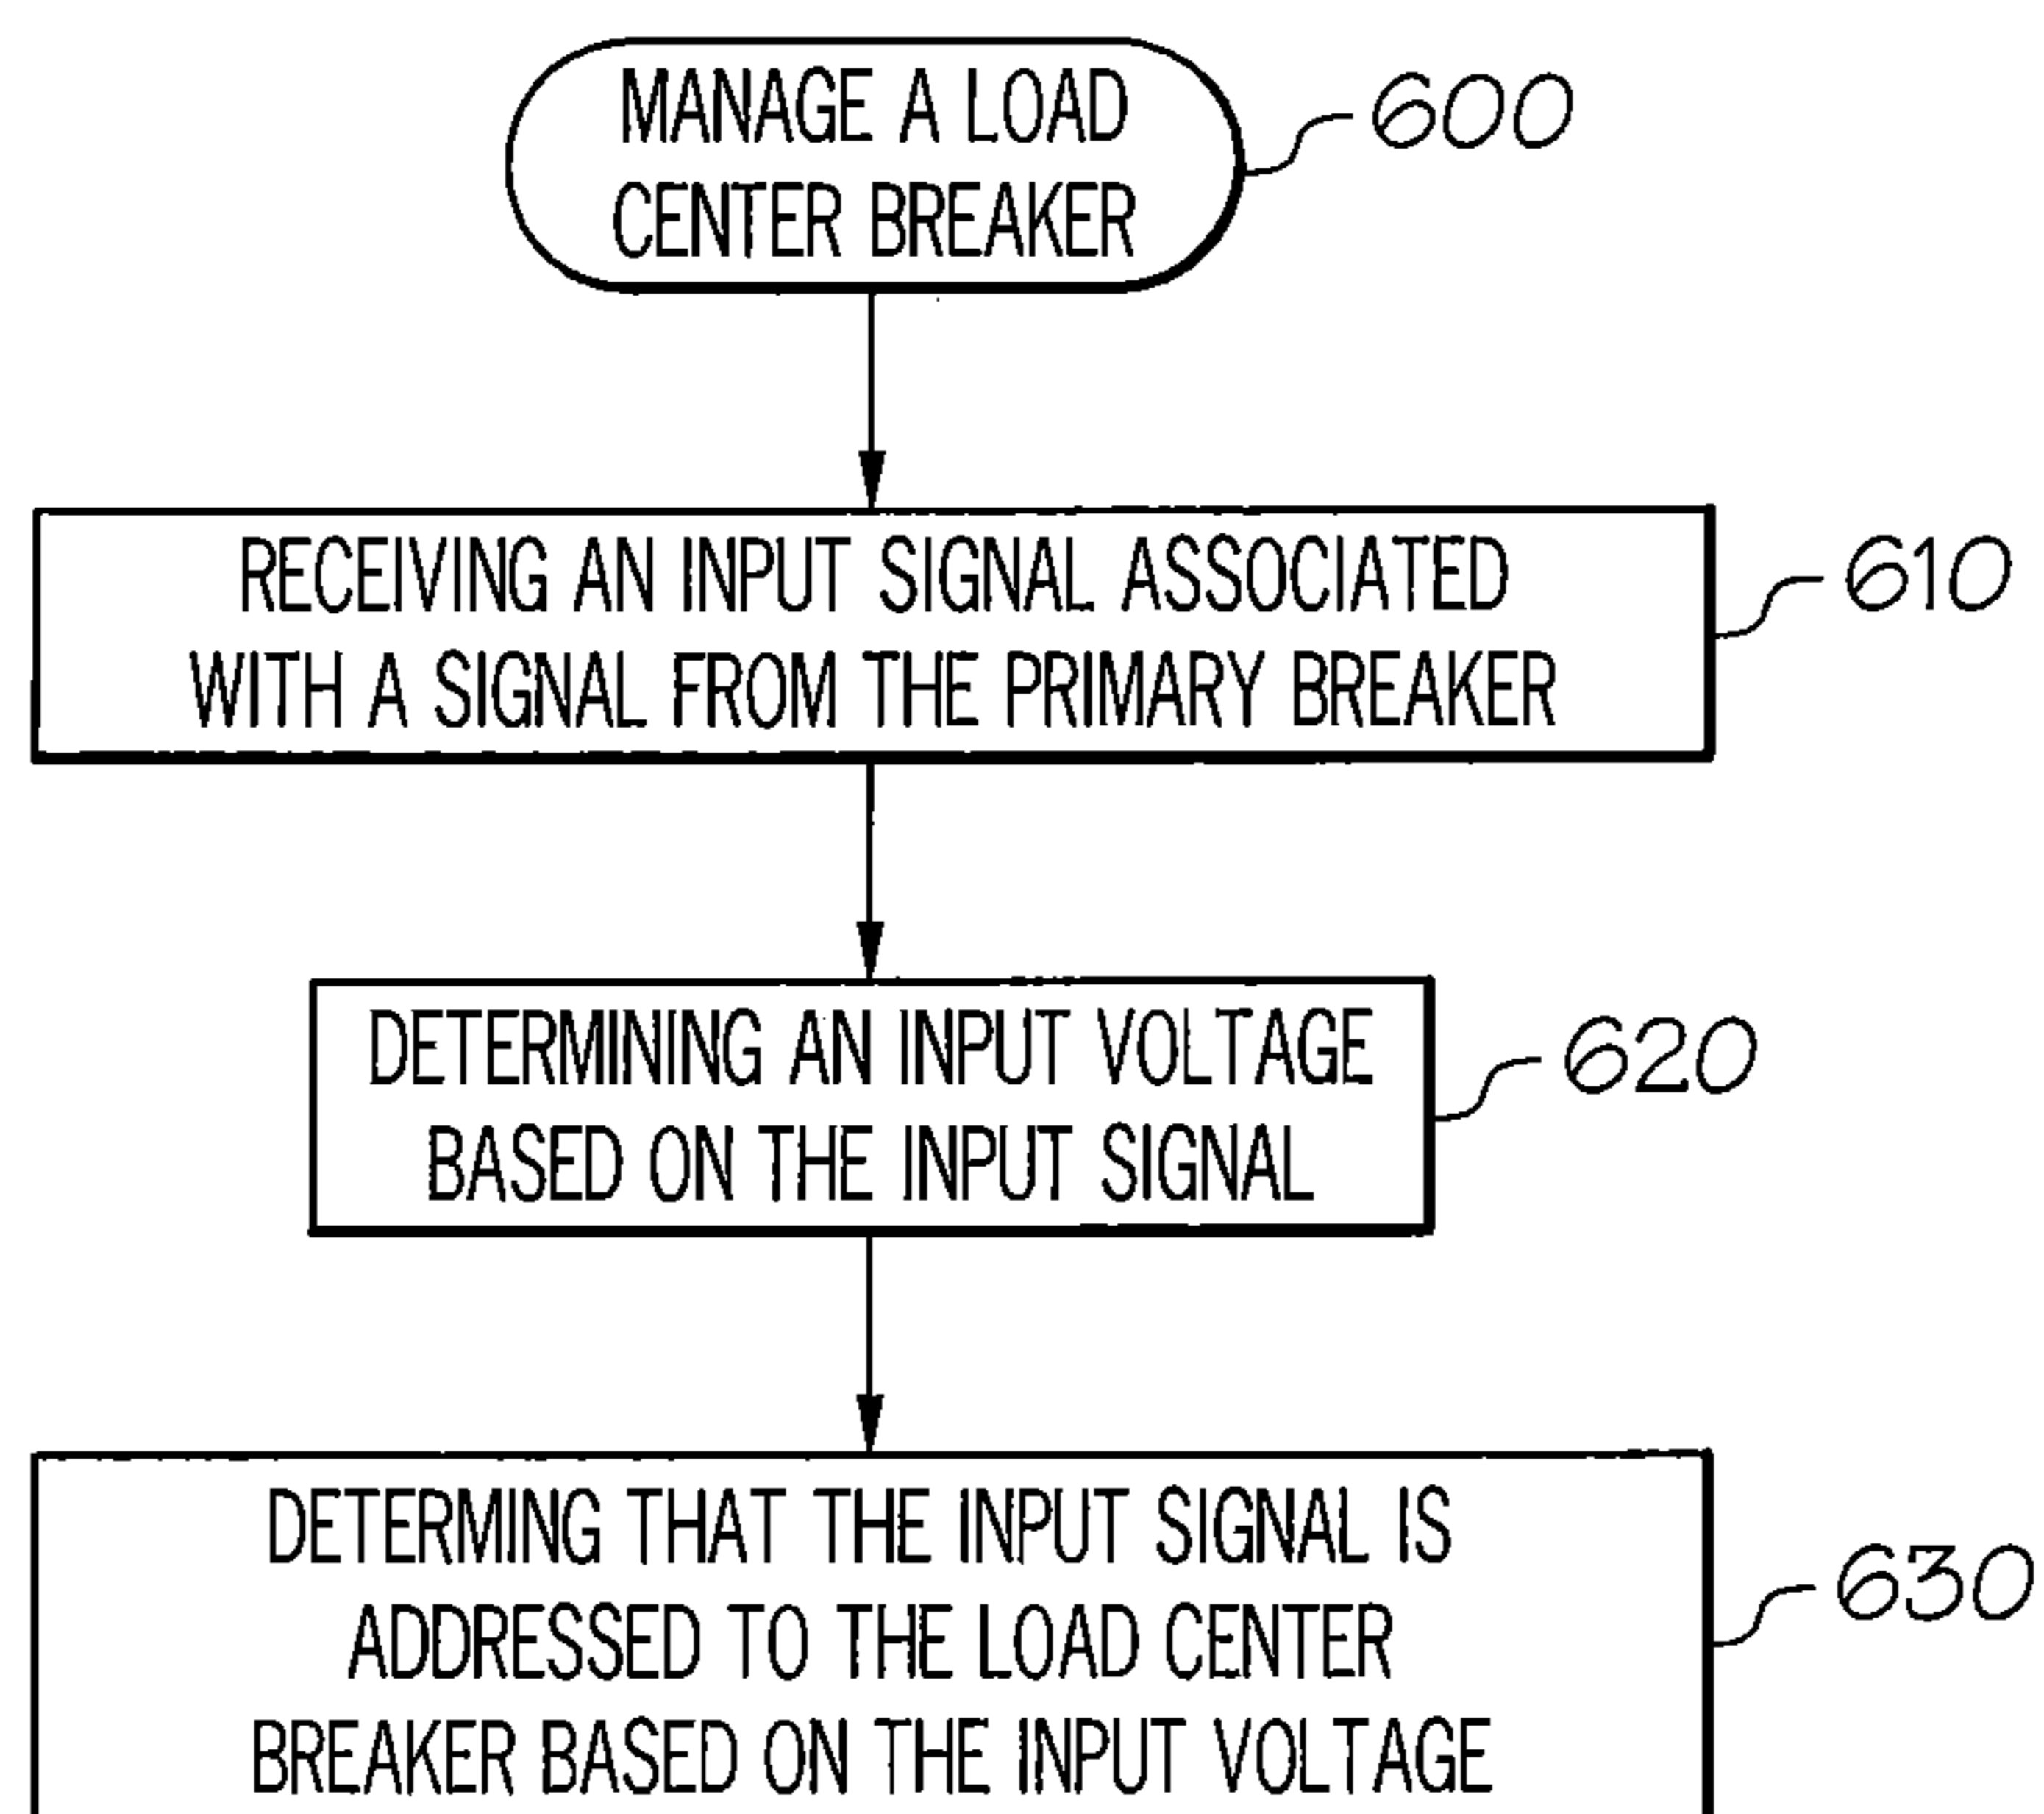 MANAGE A LOAD
CENTER BREAKER
600
RECEIVING AN INPUT SIGNAL ASSOCIATED
WITH A SIGNAL FROM THE PRIMARY BREAKER
610
DETERMINING AN INPUT VOLTAGE
BASED ON THE INPUT SIGNAL
620
DETERMING THAT THE INPUT SIGNAL IS
ADDRESSED TO THE LOAD CENTER
BREAKER BASED ON THE INPUT VOLTAGE
630